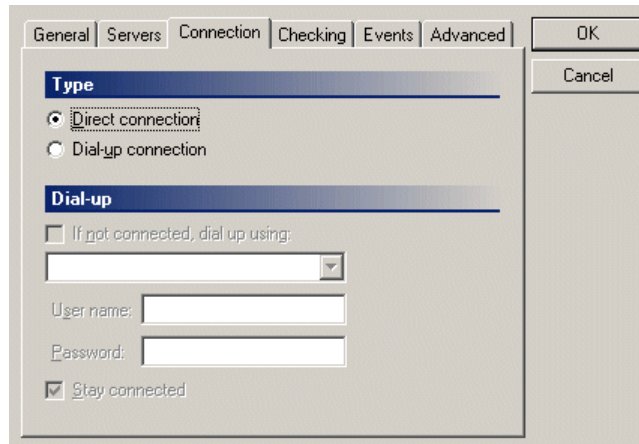 General Servers Connection Checking Events Advanced
OK
Cancel
Type
Direct connection
Dial-up connection
Dial-up
If not connected, dial up using:
User name:
Password:
Stay connected